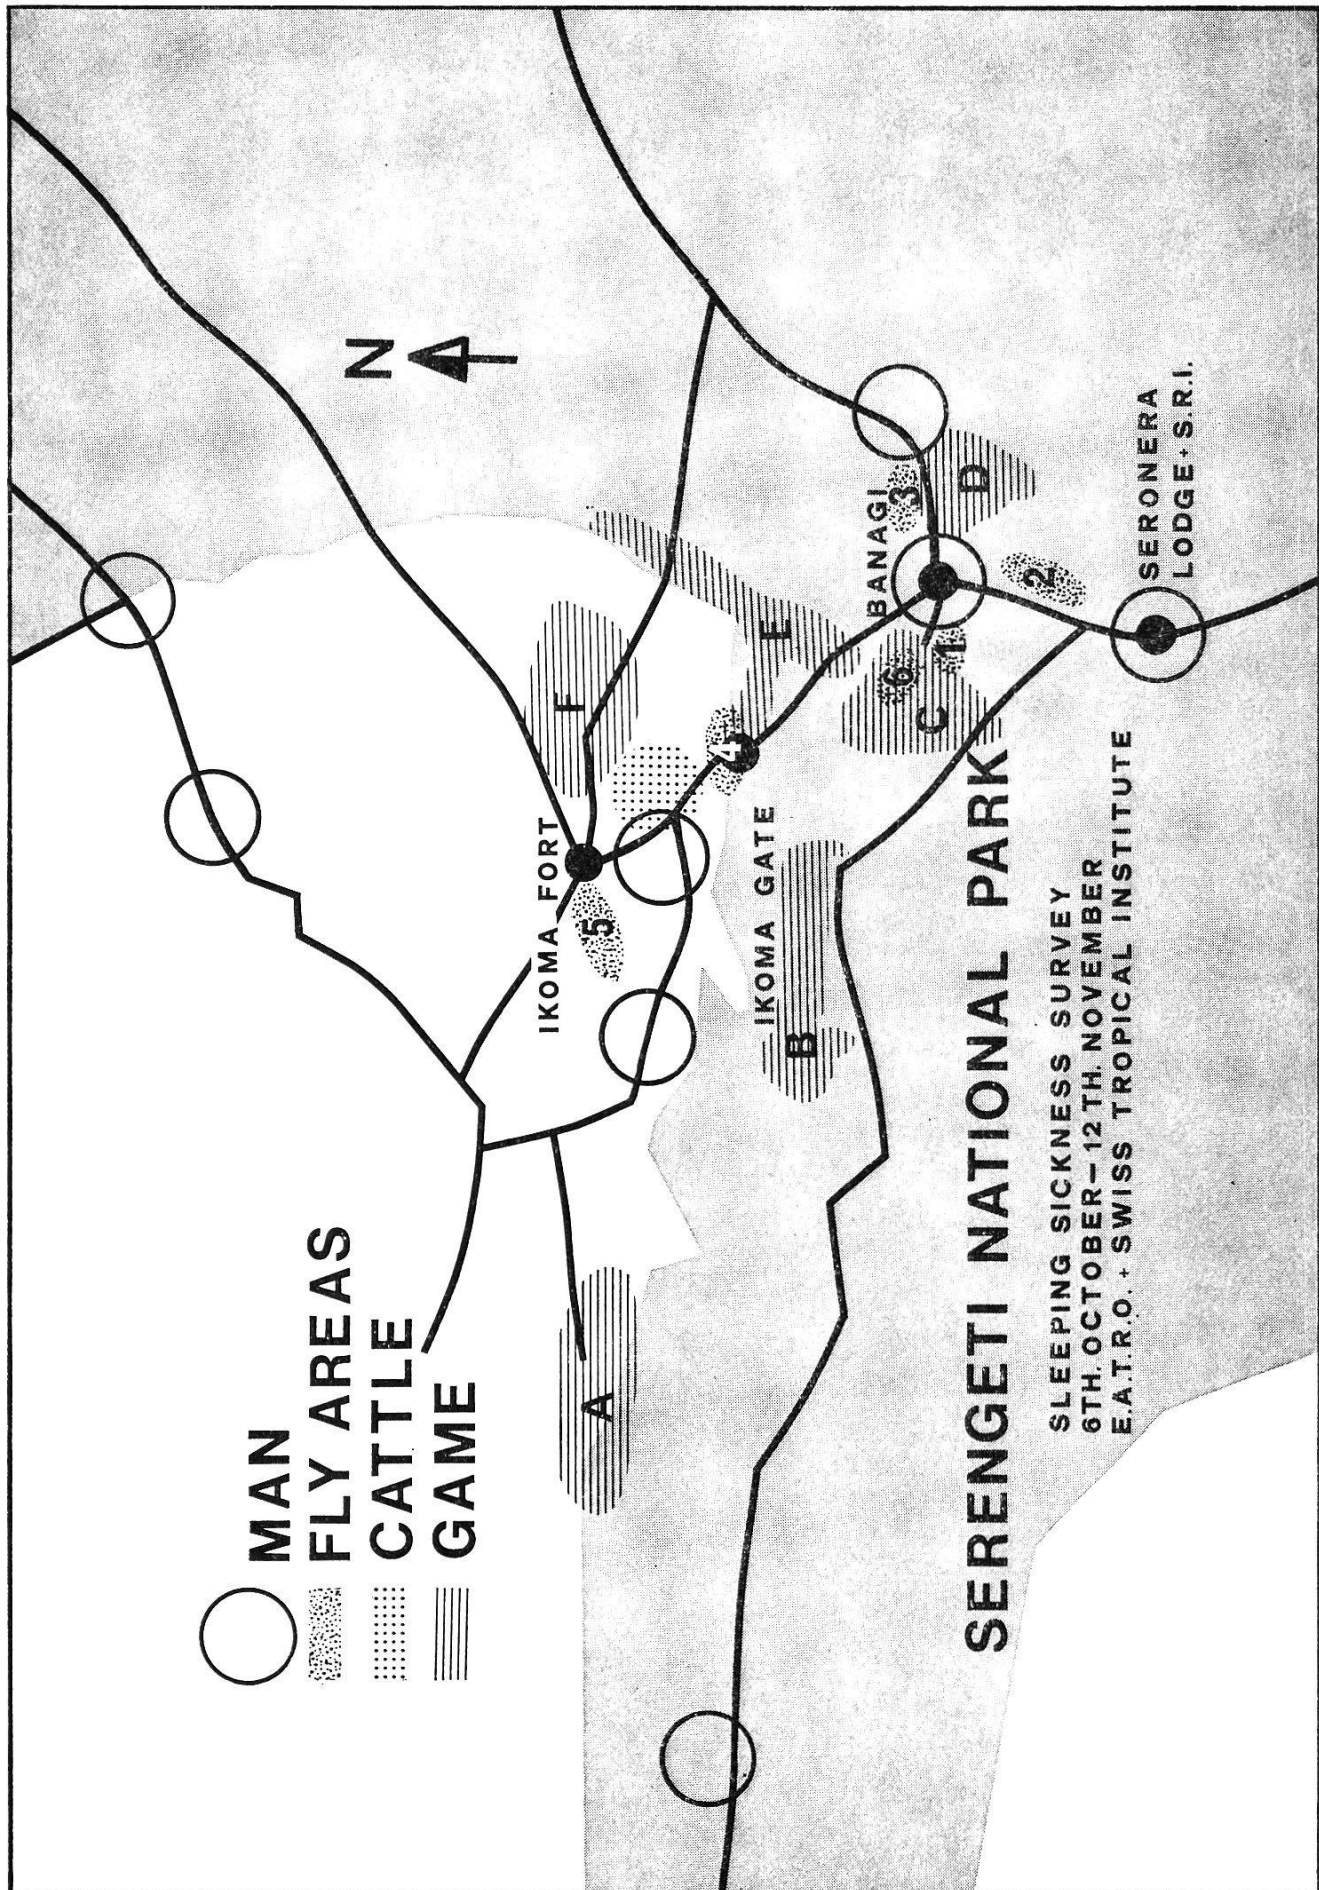 MAN
FLY AREAS
CATTLE
GAME
N
A
B
C
D
E
F
1
2
3
4
5
6
IKOMA FORT
IKOMA GATE
BANAGI
SERONERA
LODGE + S.R.I.
SERENGETI NATIONAL PARK
SLEEPING SICKNESS SURVEY
6TH. OCTOBER – 12TH. NOVEMBER
E.A.T.R.O. + SWISS TROPICAL INSTITUTE